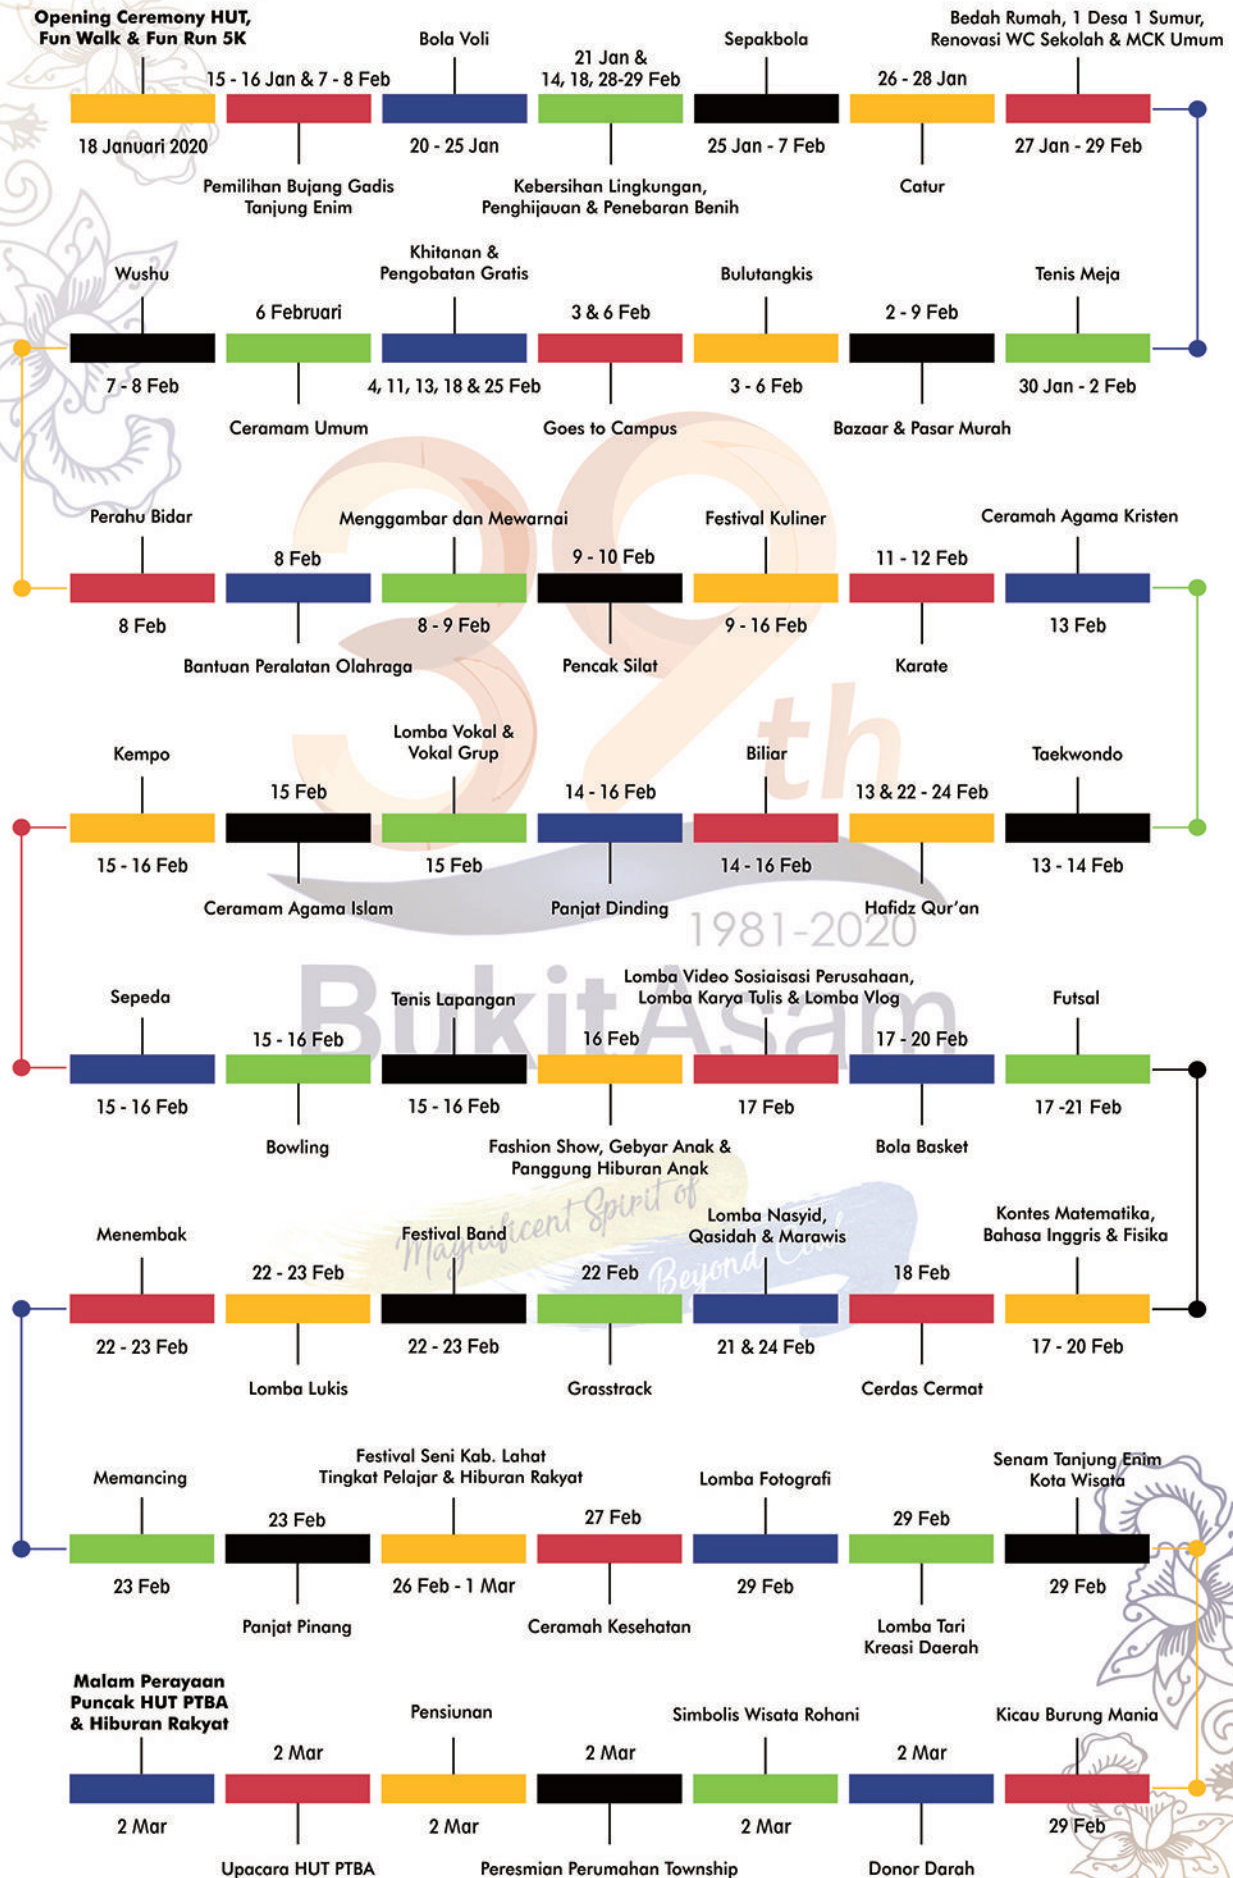 Opening Ceremony HUT,
Fun Walk & Fun Run 5K
18 Januari 2020
15 - 16 Jan & 7 - 8 Feb
Pemilihan Bujang Gadis
Tanjung Enim
Bola Voli
20 - 25 Jan
21 Jan &
14, 18, 28-29 Feb
Kebersihan Lingkungan,
Penghijauan & Penebaran Benih
Sepakbola
25 Jan - 7 Feb
26 - 28 Jan
Catur
Bedah Rumah, 1 Desa 1 Sumur,
Renovasi WC Sekolah & MCK Umum
27 Jan - 29 Feb
Wushu
7 - 8 Feb
6 Februari
Ceramam Umum
Khitanan &
Pengobatan Gratis
4, 11, 13, 18 & 25 Feb
3 & 6 Feb
Goes to Campus
Bulutangkis
3 - 6 Feb
2 - 9 Feb
Bazaar & Pasar Murah
Tenis Meja
30 Jan - 2 Feb
Perahu Bidar
8 Feb
8 Feb
Bantuan Peralatan Olahraga
Menggambar dan Mewarnai
8 - 9 Feb
9 - 10 Feb
Pencak Silat
Festival Kuliner
9 - 16 Feb
11 - 12 Feb
Karate
Ceramah Agama Kristen
13 Feb
39th
Kempo
15 - 16 Feb
15 Feb
Ceramam Agama Islam
Lomba Vokal &
Vokal Grup
15 Feb
14 - 16 Feb
Panjat Dinding
Biliar
14 - 16 Feb
13 & 22 - 24 Feb
Hafidz Qur'an
Taekwondo
13 - 14 Feb
1981-2020
BukitAsam
Sepeda
15 - 16 Feb
15 - 16 Feb
Bowling
Tenis Lapangan
15 - 16 Feb
16 Feb
Fashion Show, Gebyar Anak &
Panggung Hiburan Anak
Lomba Video Sosiaisasi Perusahaan,
Lomba Karya Tulis & Lomba Vlog
17 Feb
17 - 20 Feb
Bola Basket
Futsal
17 -21 Feb
Magnificent Spirit of
Beyond Coal
Menembak
22 - 23 Feb
22 - 23 Feb
Lomba Lukis
Festival Band
22 - 23 Feb
22 Feb
Grasstrack
Lomba Nasyid,
Qasidah & Marawis
21 & 24 Feb
18 Feb
Cerdas Cermat
Kontes Matematika,
Bahasa Inggris & Fisika
17 - 20 Feb
Memancing
23 Feb
23 Feb
Panjat Pinang
Festival Seni Kab. Lahat
Tingkat Pelajar & Hiburan Rakyat
26 Feb - 1 Mar
27 Feb
Ceramah Kesehatan
Lomba Fotografi
29 Feb
29 Feb
Lomba Tari
Kreasi Daerah
Senam Tanjung Enim
Kota Wisata
29 Feb
Malam Perayaan
Puncak HUT PTBA
& Hiburan Rakyat
2 Mar
2 Mar
Upacara HUT PTBA
Pensiunan
2 Mar
2 Mar
Peresmian Perumahan Township
Simbolis Wisata Rohani
2 Mar
2 Mar
Donor Darah
Kicau Burung Mania
29 Feb